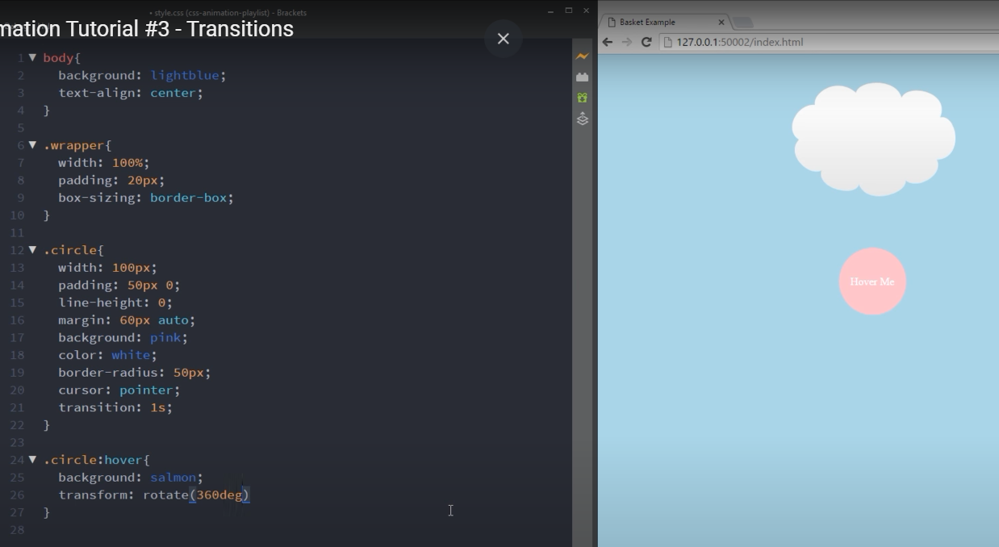 • style.css (css-animation-playlist) - Brackets
mation Tutorial #3 - Transitions
1 body{
2 background: lightblue;
3 text-align: center;
4 }
5
6 .wrapper{
7 width: 100%;
8 padding: 20px;
9 box-sizing: border-box;
10 }
11
12 .circle{
13 width: 100px;
14 padding: 50px 0;
15 line-height: 0;
16 margin: 60px auto;
17 background: pink;
18 color: white;
19 border-radius: 50px;
20 cursor: pointer;
21 transition: 1s;
22 }
23
24 .circle:hover{
25 background: salmon;
26 transform: rotate(360deg)
27 }
28
Basket Example
127.0.0.1:50002/index.html
Hover Me